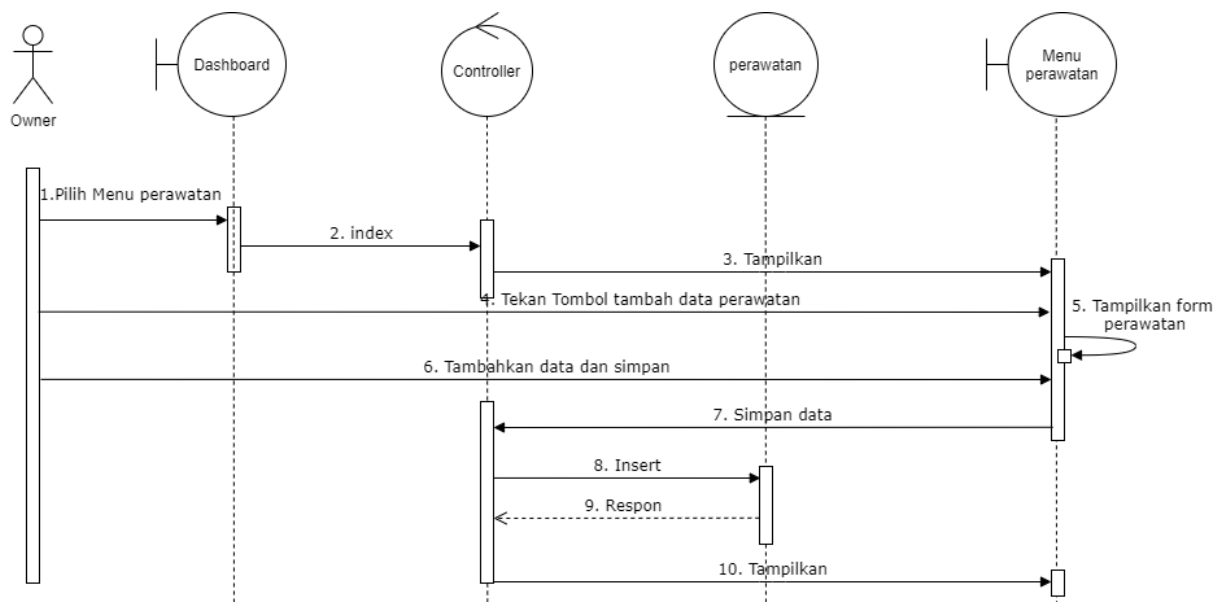 Owner
Dashboard
Controller
perawatan
Menu
perawatan
1.Pilih Menu perawatan
2. index
3. Tampilkan
4. Tekan Tombol tambah data perawatan
5. Tampilkan form
perawatan
6. Tambahkan data dan simpan
7. Simpan data
8. Insert
9. Respon
10. Tampilkan